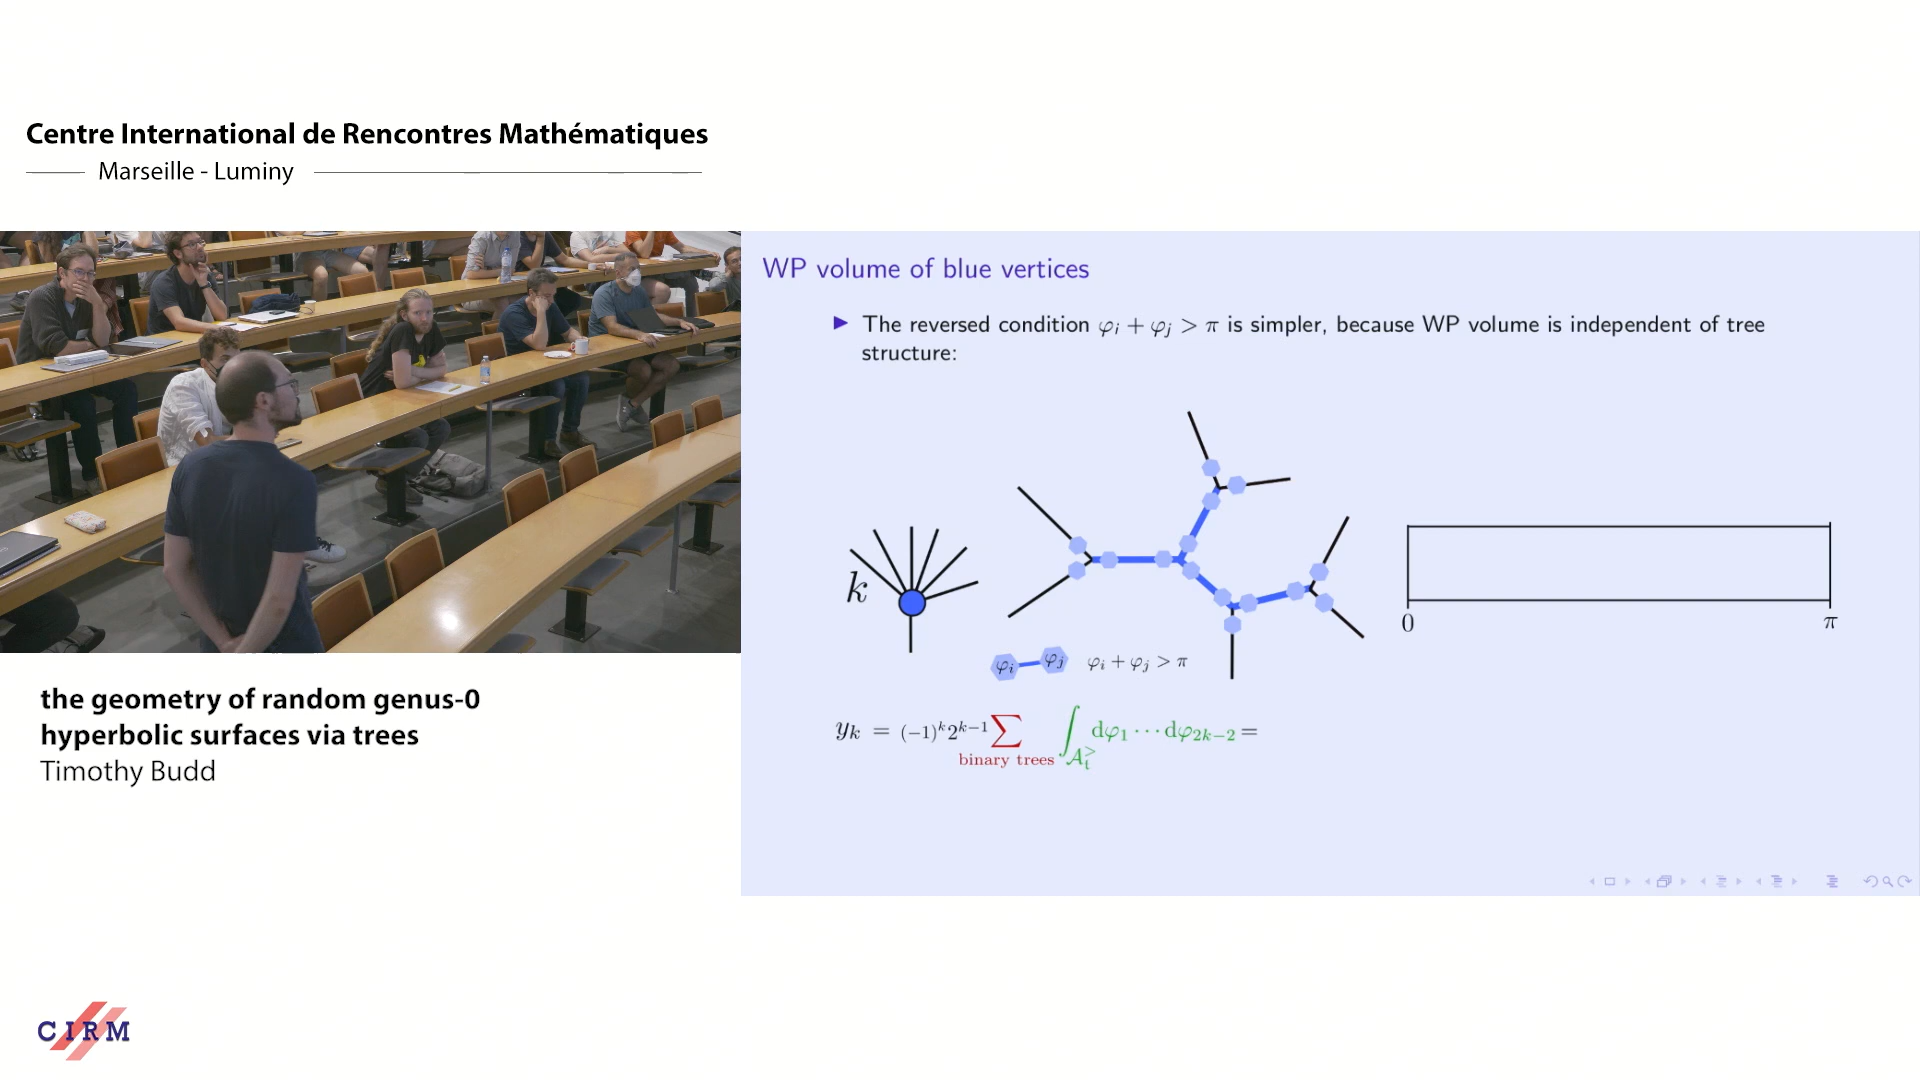 Centre International de Rencontres Mathématiques
Marseille - Luminy
WP volume of blue vertices
The reversed condition φᵢ + φⱼ > π is simpler, because WP volume is independent of tree
structure:
k
0
π
φᵢ φⱼ φᵢ + φⱼ > π
yₖ = (−1)ᵏ2ᵏ⁻¹ ∑ ∫ dφ₁ ⋯ dφ₂ₖ₋₂ =
binary trees 𝒜ₜ^>
the geometry of random genus-0
hyperbolic surfaces via trees
Timothy Budd
CIRM